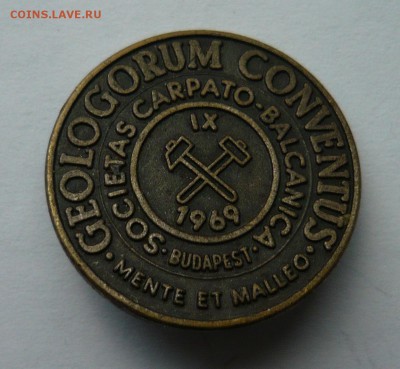 COINS.LAVE.RU
GEOLOGORUM CONVENTUS
SOCIETAS CARPATO-BALCANICA
IX
1969
· BUDAPEST ·
· MENTE ET MALLEO ·